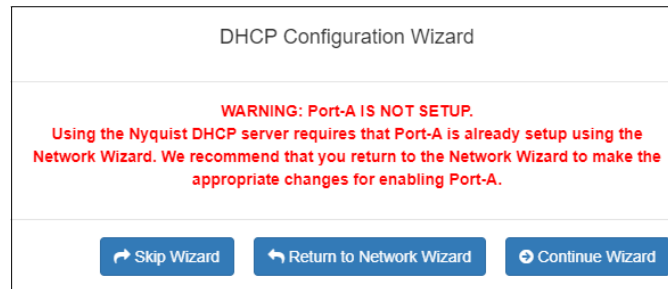 DHCP Configuration Wizard
WARNING: Port-A IS NOT SETUP.
Using the Nyquist DHCP server requires that Port-A is already setup using the
Network Wizard. We recommend that you return to the Network Wizard to make the
appropriate changes for enabling Port-A.
Skip Wizard Return to Network Wizard Continue Wizard